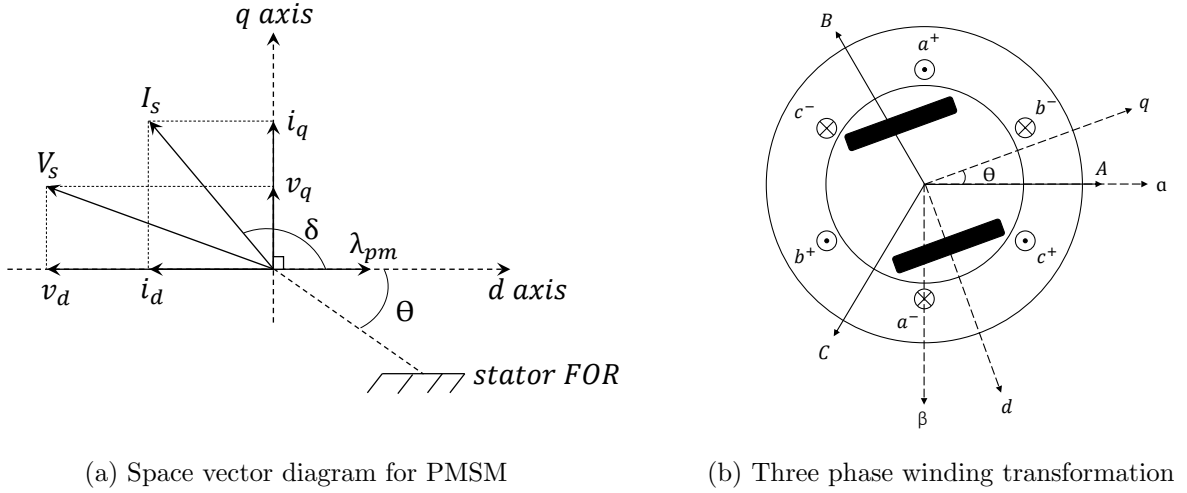 q axis
I_s
i_q
V_s
v_q
δ
λ_pm
v_d
i_d
d axis
Θ
stator FOR
(a) Space vector diagram for PMSM
B
a⁺
c⁻
b⁻
q
Θ
A
α
b⁺
c⁺
a⁻
C
d
β
(b) Three phase winding transformation